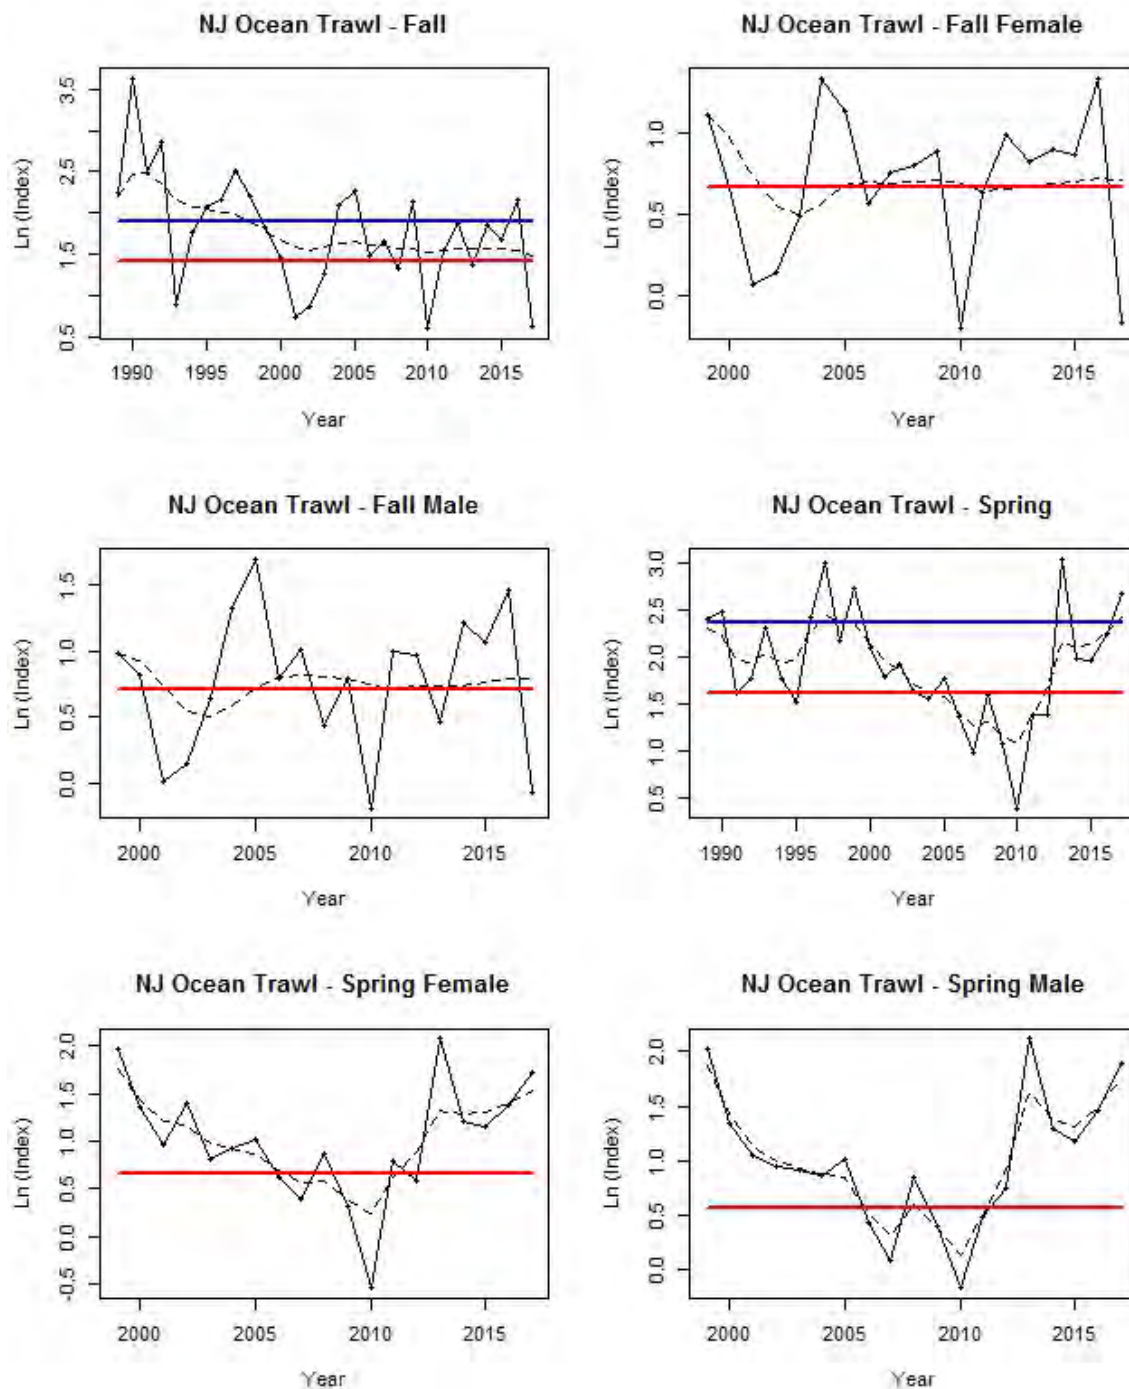 NJ Ocean Trawl - Fall
NJ Ocean Trawl - Fall Female
Ln (Index)
0.5 1.5 2.5 3.5
1990 1995 2000 2005 2010 2015
Year
Ln (Index)
0.0 0.5 1.0
2000 2005 2010 2015
Year
NJ Ocean Trawl - Fall Male
NJ Ocean Trawl - Spring
Ln (Index)
0.0 0.5 1.0 1.5
2000 2005 2010 2015
Year
Ln (Index)
0.5 1.0 1.5 2.0 2.5 3.0
1990 1995 2000 2005 2010 2015
Year
NJ Ocean Trawl - Spring Female
NJ Ocean Trawl - Spring Male
Ln (Index)
-0.5 0.0 0.5 1.0 1.5 2.0
2000 2005 2010 2015
Year
Ln (Index)
0.0 0.5 1.0 1.5 2.0
2000 2005 2010 2015
Year